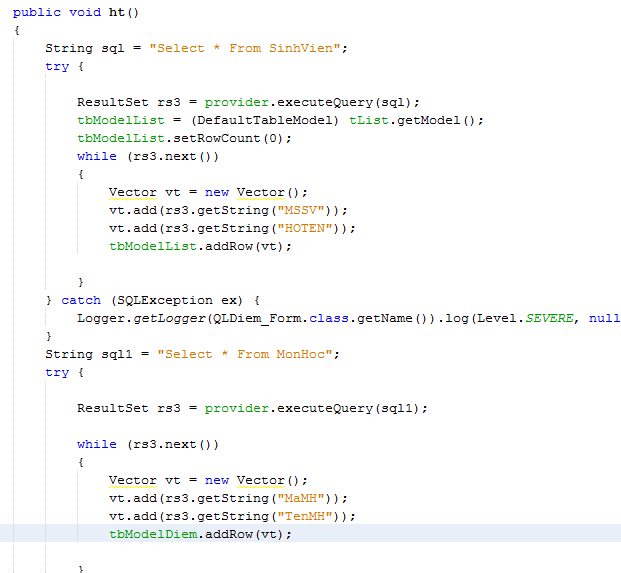 public void ht()
{
    String sql = "Select * From SinhVien";
    try {
        ResultSet rs3 = provider.executeQuery(sql);
        tbModelList = (DefaultTableModel) tList.getModel();
        tbModelList.setRowCount(0);
        while (rs3.next())
        {
            Vector vt = new Vector();
            vt.add(rs3.getString("MSSV"));
            vt.add(rs3.getString("HOTEN"));
            tbModelList.addRow(vt);
        }
    } catch (SQLException ex) {
        Logger.getLogger(QLDiem_Form.class.getName()).log(Level.SEVERE, null
    }
    String sql1 = "Select * From MonHoc";
    try {
        ResultSet rs3 = provider.executeQuery(sql1);
        while (rs3.next())
        {
            Vector vt = new Vector();
            vt.add(rs3.getString("MaMH"));
            vt.add(rs3.getString("TenMH"));
            tbModelDiem.addRow(vt);
        }